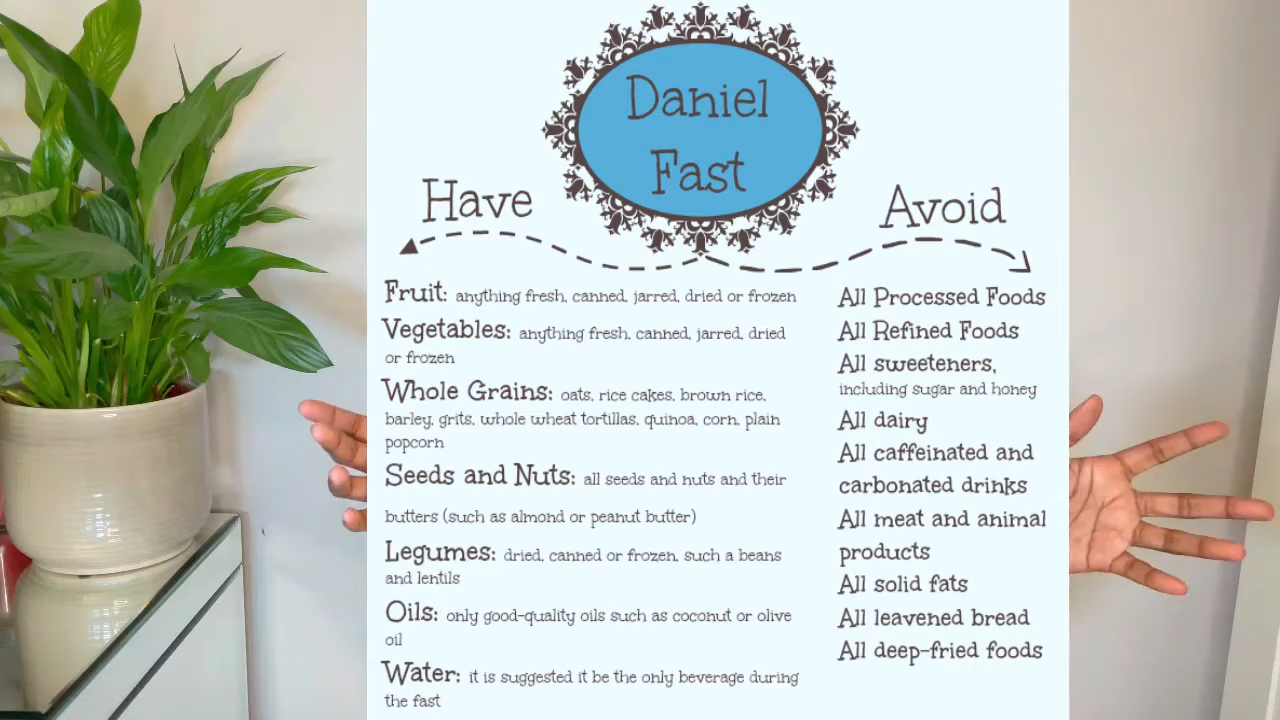 Daniel
Fast
Have
Fruit: anything fresh, canned, jarred, dried or frozen
Vegetables: anything fresh, canned, jarred, dried
or frozen
Whole Grains: oats, rice cakes, brown rice,
barley, grits, whole wheat tortillas, quinoa, corn, plain
popcorn
Seeds and Nuts: all seeds and nuts and their
butters (such as almond or peanut butter)
Legumes: dried, canned or frozen, such a beans
and lentils
Oils: only good-quality oils such as coconut or olive
oil
Water: it is suggested it be the only beverage during
the fast
Avoid
All Processed Foods
All Refined Foods
All sweeteners,
including sugar and honey
All dairy
All caffeinated and
carbonated drinks
All meat and animal
products
All solid fats
All leavened bread
All deep-fried foods